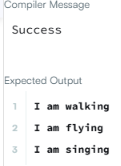 Compiler Message
Success
Expected Output
1 I am walking
2 I am flying
3 I am singing